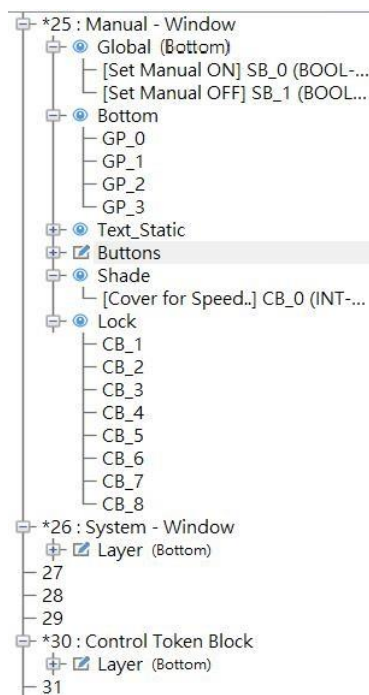 *25 : Manual - Window
Global (Bottom)
[Set Manual ON] SB_0 (BOOL-...
[Set Manual OFF] SB_1 (BOOL...
Bottom
GP_0
GP_1
GP_2
GP_3
Text_Static
Buttons
Shade
[Cover for Speed..] CB_0 (INT-...
Lock
CB_1
CB_2
CB_3
CB_4
CB_5
CB_6
CB_7
CB_8
*26 : System - Window
Layer (Bottom)
27
28
29
*30 : Control Token Block
Layer (Bottom)
31